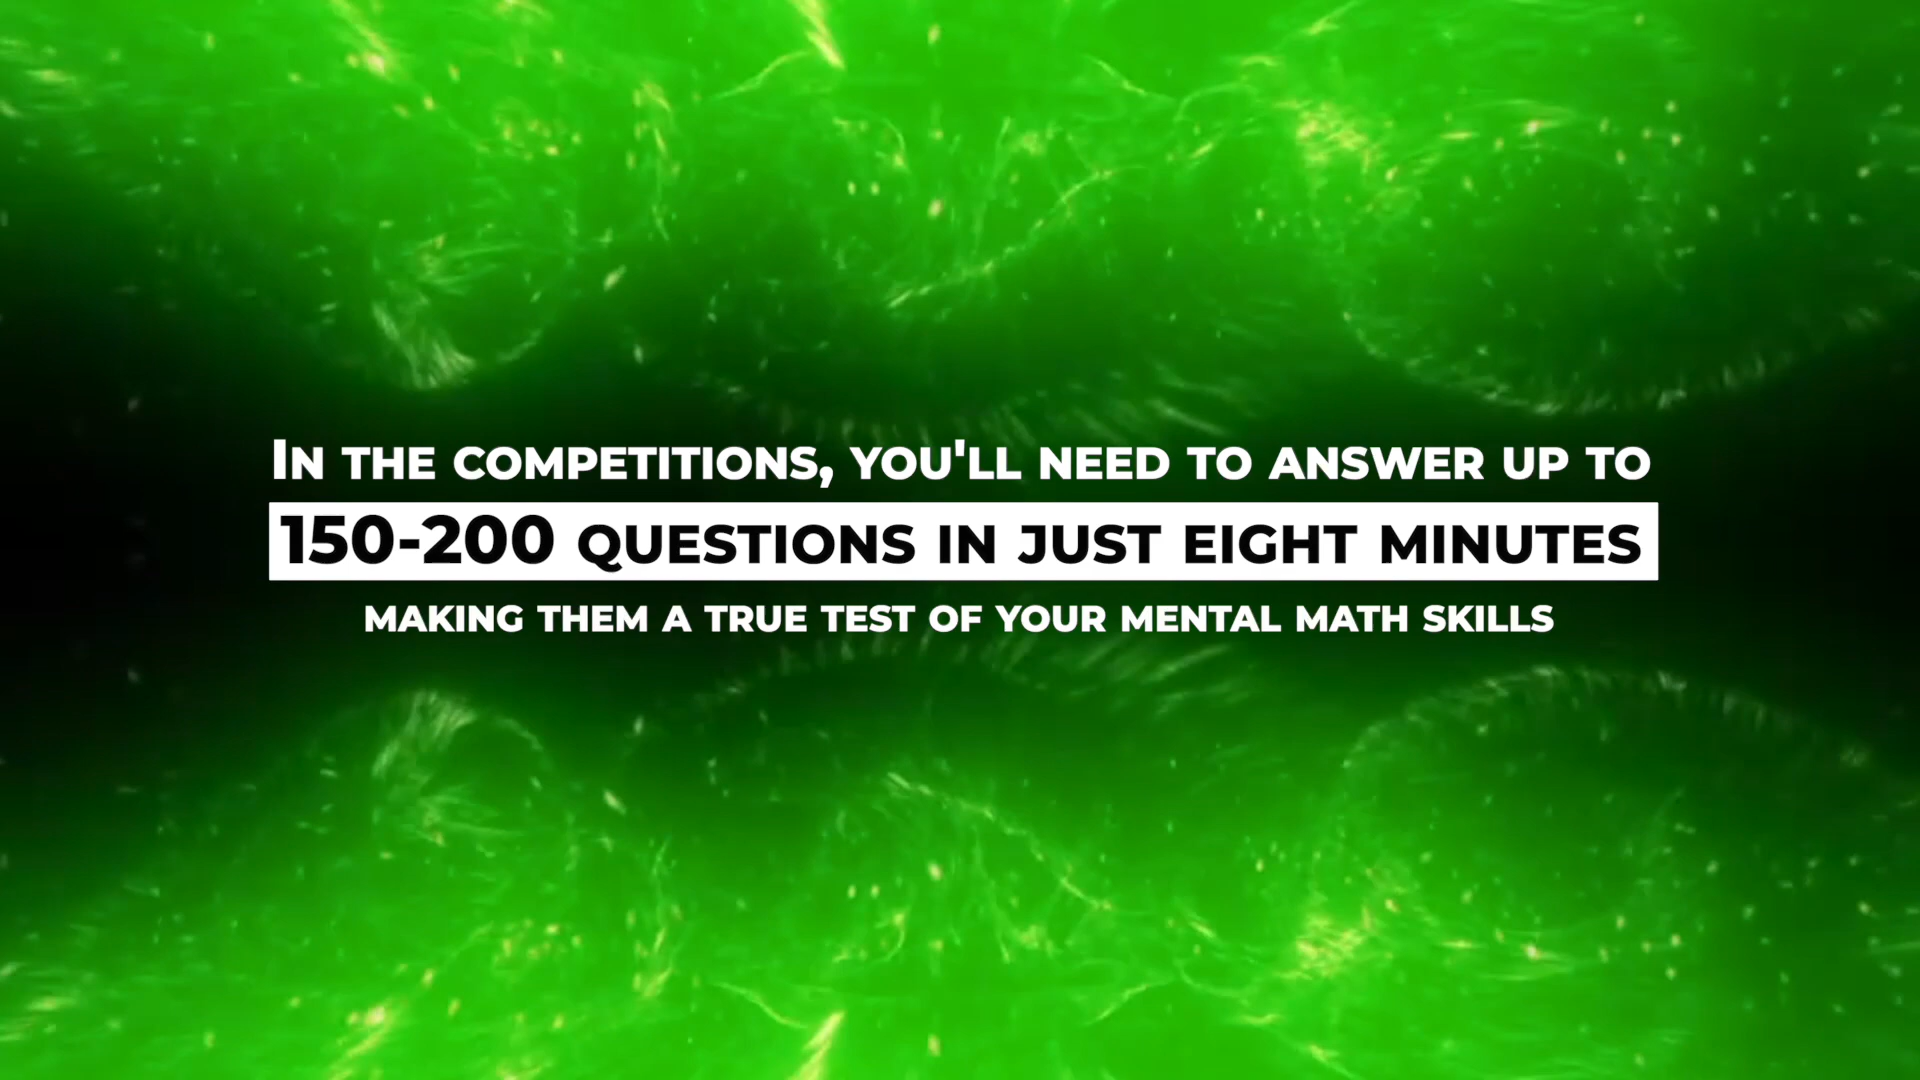 In the competitions, you'll need to answer up to
150-200 questions in just eight minutes
making them a true test of your mental math skills